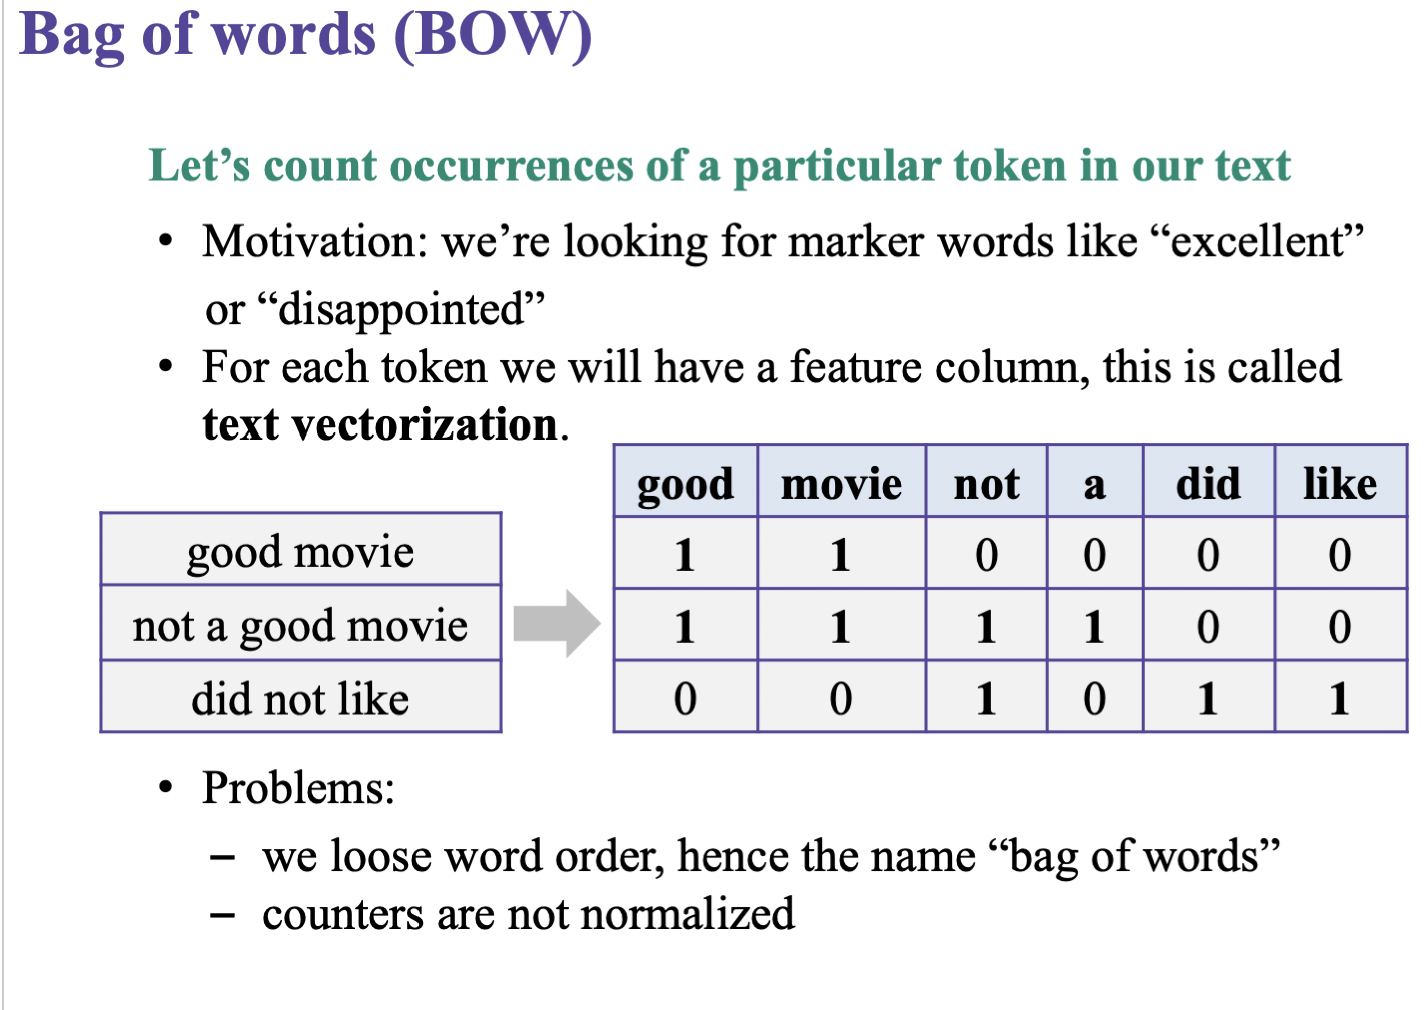 Bag of words (BOW)
Let’s count occurrences of a particular token in our text
• Motivation: we’re looking for marker words like “excellent”
or “disappointed”
• For each token we will have a feature column, this is called
text vectorization.
good movie not a did like
good movie
1 1 0 0 0 0
not a good movie
1 1 1 1 0 0
did not like
0 0 1 0 1 1
• Problems:
– we loose word order, hence the name “bag of words”
– counters are not normalized